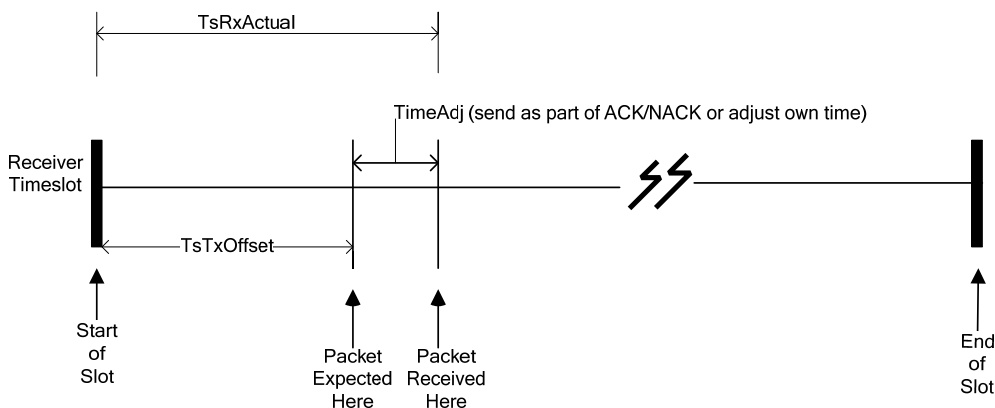 TsRxActual
TimeAdj (send as part of ACK/NACK or adjust own time)
Receiver
Timeslot
TsTxOffset
Start
of
Slot
Packet
Expected
Here
Packet
Received
Here
End
of
Slot